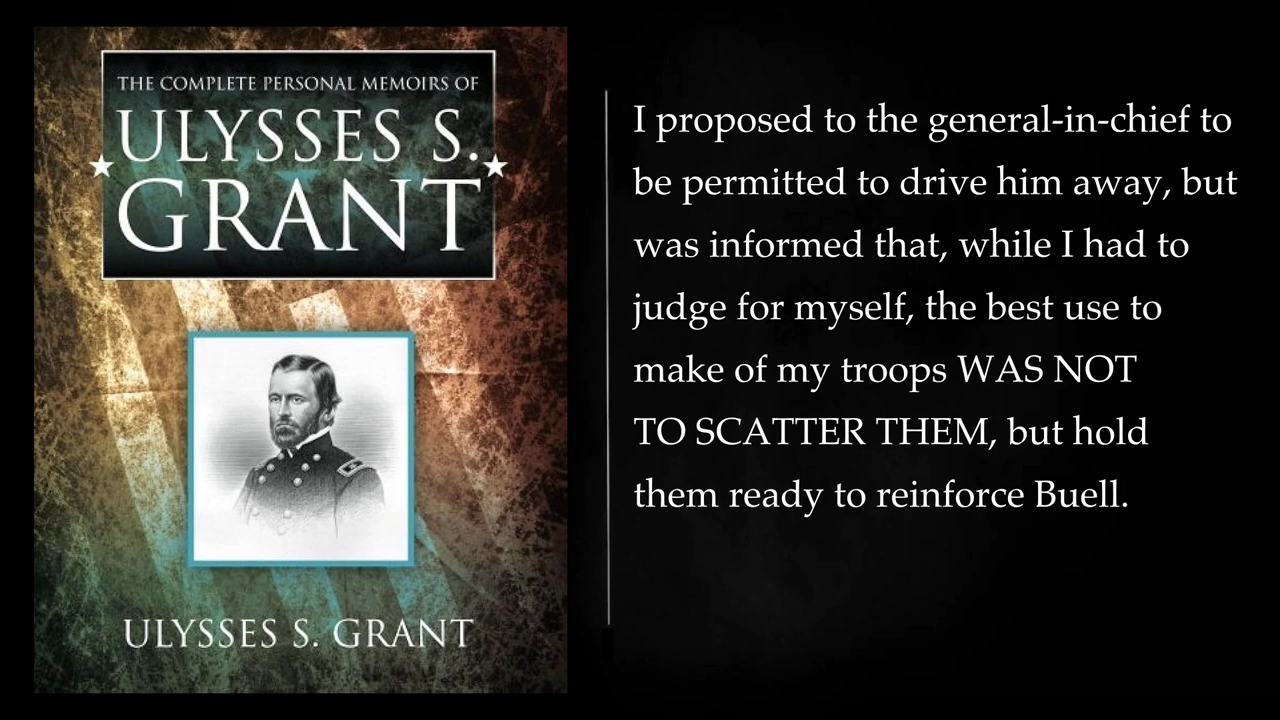 THE COMPLETE PERSONAL MEMOIRS OF
ULYSSES S.
GRANT
ULYSSES S. GRANT
I proposed to the general-in-chief to
be permitted to drive him away, but
was informed that, while I had to
judge for myself, the best use to
make of my troops WAS NOT
TO SCATTER THEM, but hold
them ready to reinforce Buell.